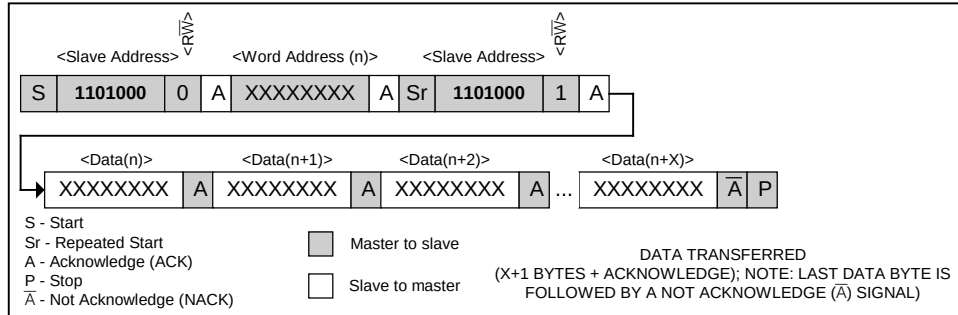 <Slave Address> <RW̅> <Word Address (n)> <Slave Address> <RW̅>
S 1101000 0 A XXXXXXXX A Sr 1101000 1 A
<Data(n)> <Data(n+1)> <Data(n+2)> <Data(n+X)>
XXXXXXXX A XXXXXXXX A XXXXXXXX A ... XXXXXXXX A̅ P
S - Start
Sr - Repeated Start
A - Acknowledge (ACK)
P - Stop
A̅ - Not Acknowledge (NACK)
Master to slave
Slave to master
DATA TRANSFERRED
(X+1 BYTES + ACKNOWLEDGE); NOTE: LAST DATA BYTE IS
FOLLOWED BY A NOT ACKNOWLEDGE (A̅) SIGNAL)